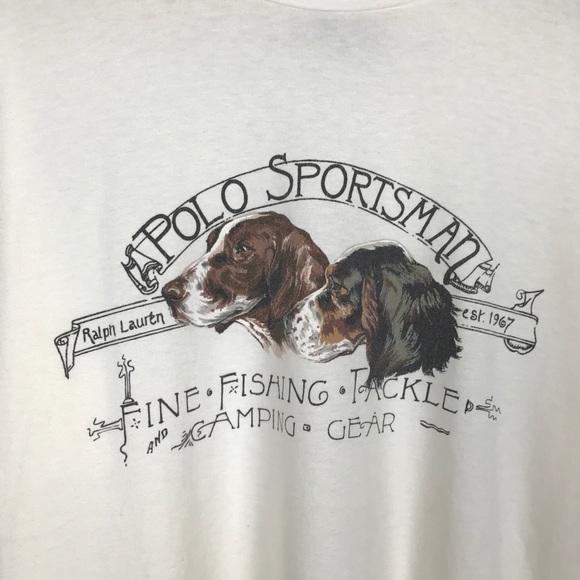 POLO SPORTSMAN
Ralph Lauren
est. 1967
FINE · FISHING · TACKLE
AND CAMPING · GEAR